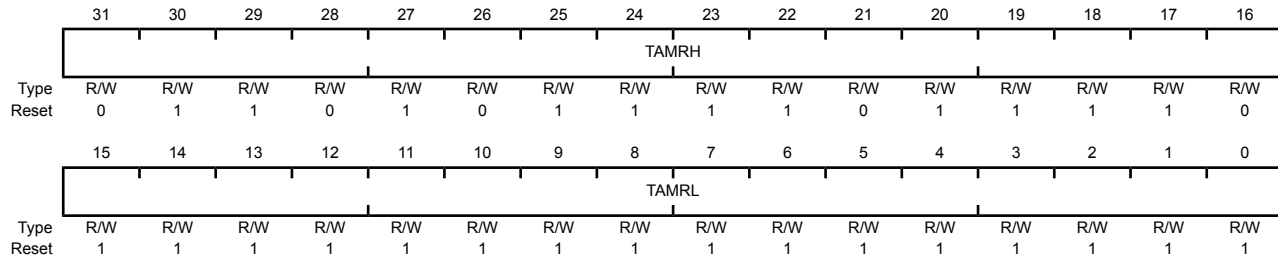 31 30 29 28 27 26 25 24 23 22 21 20 19 18 17 16
TAMRH
Type R/W R/W R/W R/W R/W R/W R/W R/W R/W R/W R/W R/W R/W R/W R/W R/W
Reset 0 1 1 0 1 0 1 1 1 1 0 1 1 1 1 0
15 14 13 12 11 10 9 8 7 6 5 4 3 2 1 0
TAMRL
Type R/W R/W R/W R/W R/W R/W R/W R/W R/W R/W R/W R/W R/W R/W R/W R/W
Reset 1 1 1 1 1 1 1 1 1 1 1 1 1 1 1 1